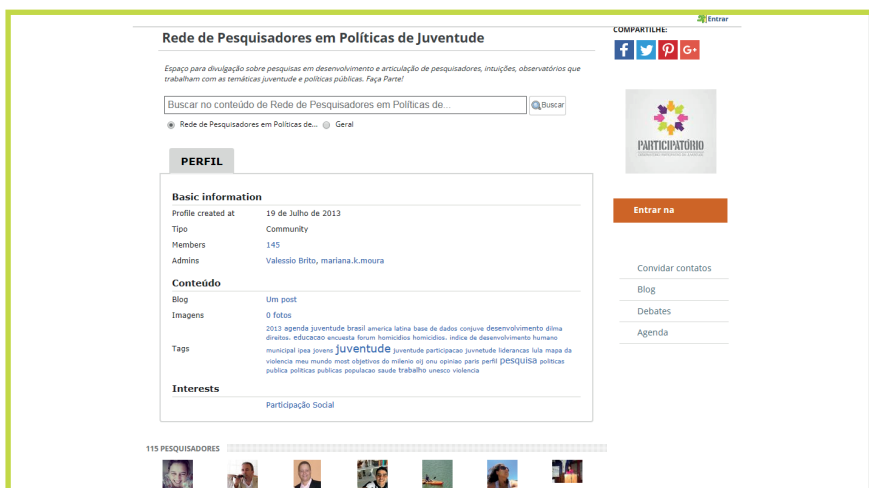 Entrar
Rede de Pesquisadores em Políticas de Juventude
COMPARTILHE:
Espaço para divulgação sobre pesquisas em desenvolvimento e articulação de pesquisadores, intuições, observatórios que
trabalham com as temáticas juventude e políticas públicas. Faça Parte!
Buscar no conteúdo de Rede de Pesquisadores em Políticas de...
Buscar
Rede de Pesquisadores em Políticas de... Geral
PARTICIPATÓRIO
PERFIL
Basic information
Profile created at 19 de Julho de 2013
Tipo Community
Members 145
Admins Valessio Brito, mariana.k.moura
Conteúdo
Blog Um post
Imagens 0 fotos
Tags
2013 agenda juventude brasil america latina base de dados conjuve desenvolvimento dilma
direitos. educacao encuesta forum homicidios homicidios. indice de desenvolvimento humano
municipal ipea jovens juventude juventude participacao juvnetude liderancas lula mapa da
violencia meu mundo most objetivos do milenio oij onu opiniao paris perfil pesquisa politicas
publica politicas publicas populacao saude trabalho unesco violencia
Interests
Participação Social
Entrar na
Convidar contatos
Blog
Debates
Agenda
115 PESQUISADORES